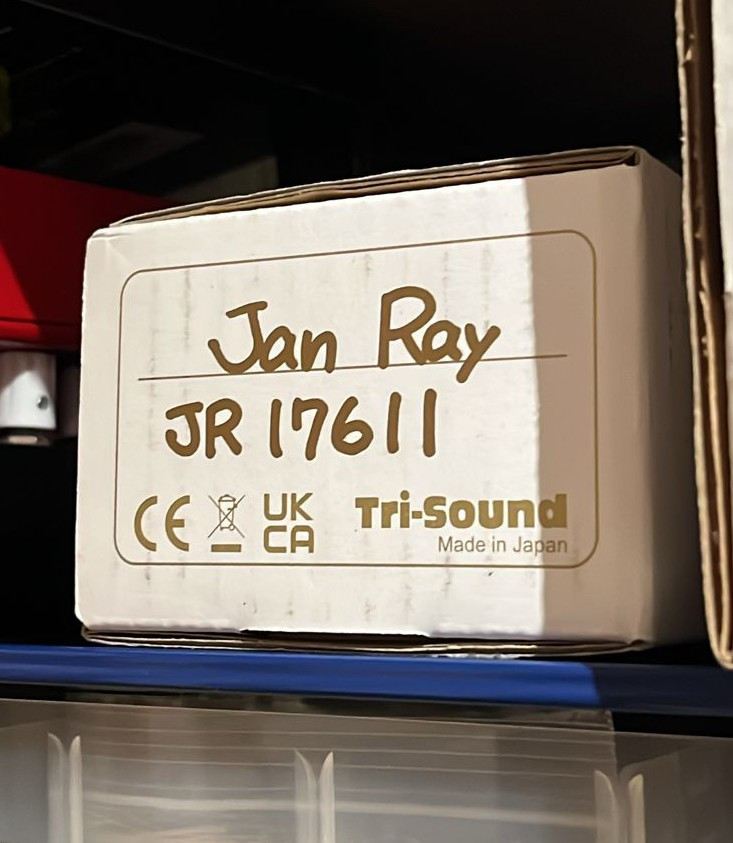 Jan Ray
JR 17611
CE UK CA Tri-Sound
Made in Japan